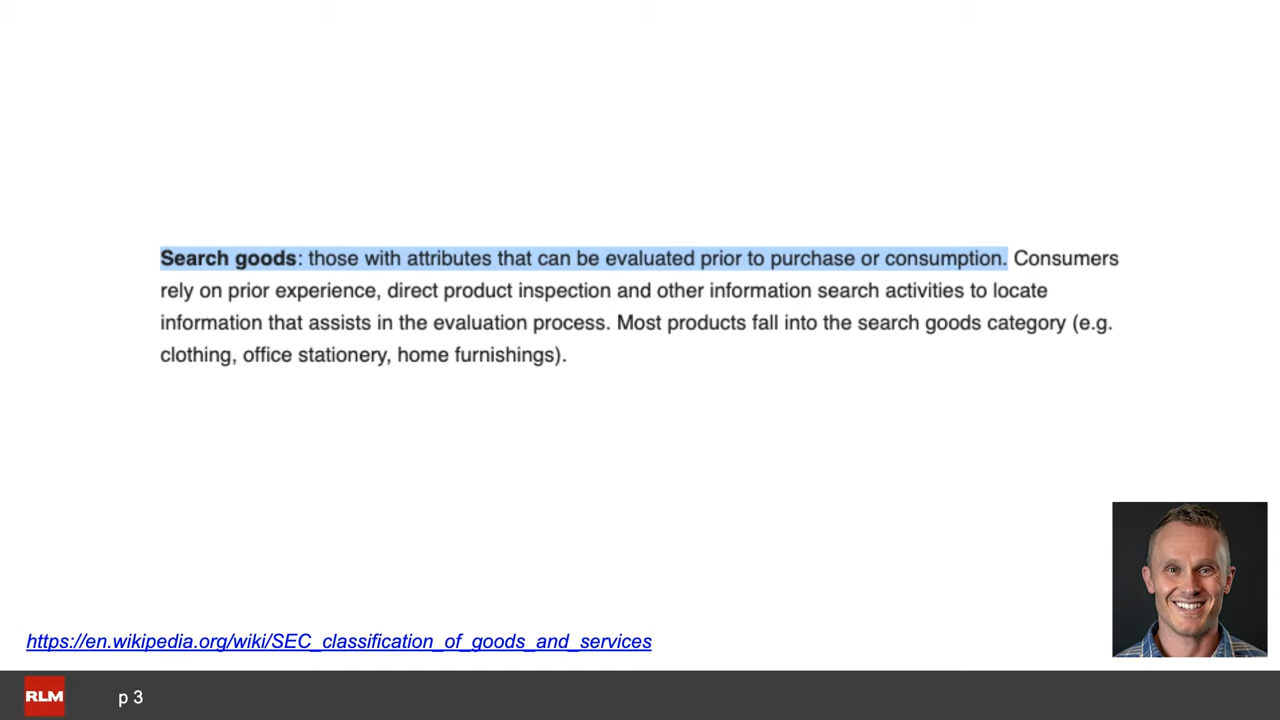 Search goods: those with attributes that can be evaluated prior to purchase or consumption. Consumers
rely on prior experience, direct product inspection and other information search activities to locate
information that assists in the evaluation process. Most products fall into the search goods category (e.g.
clothing, office stationery, home furnishings).
https://en.wikipedia.org/wiki/SEC_classification_of_goods_and_services
RLM
p 3